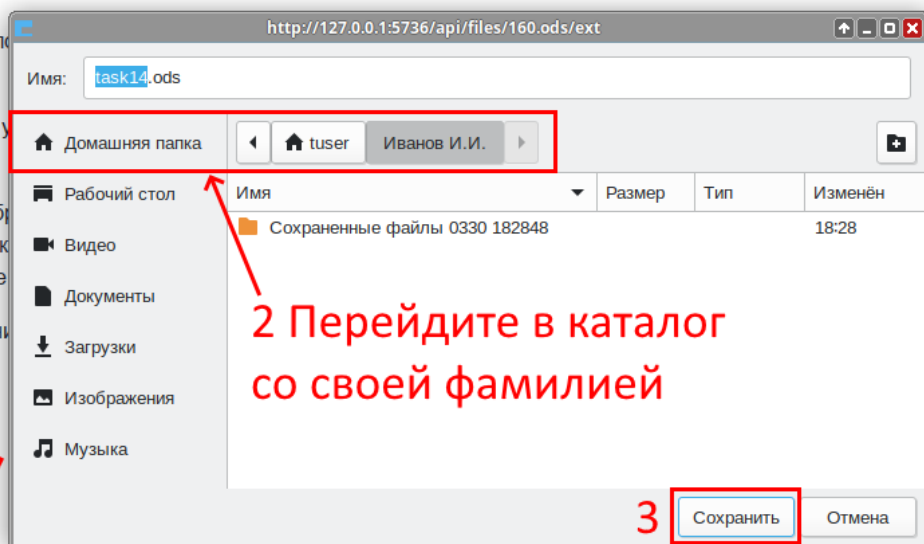 http://127.0.0.1:5736/api/files/160.ods/ext
Имя:
task14.ods
Домашняя папка
tuser
Иванов И.И.
Рабочий стол
Имя
Размер
Тип
Изменён
Сохраненные файлы 0330 182848
18:28
Видео
Документы
2 Перейдите в каталог
со своей фамилией
Загрузки
Изображения
Музыка
3
Сохранить
Отмена